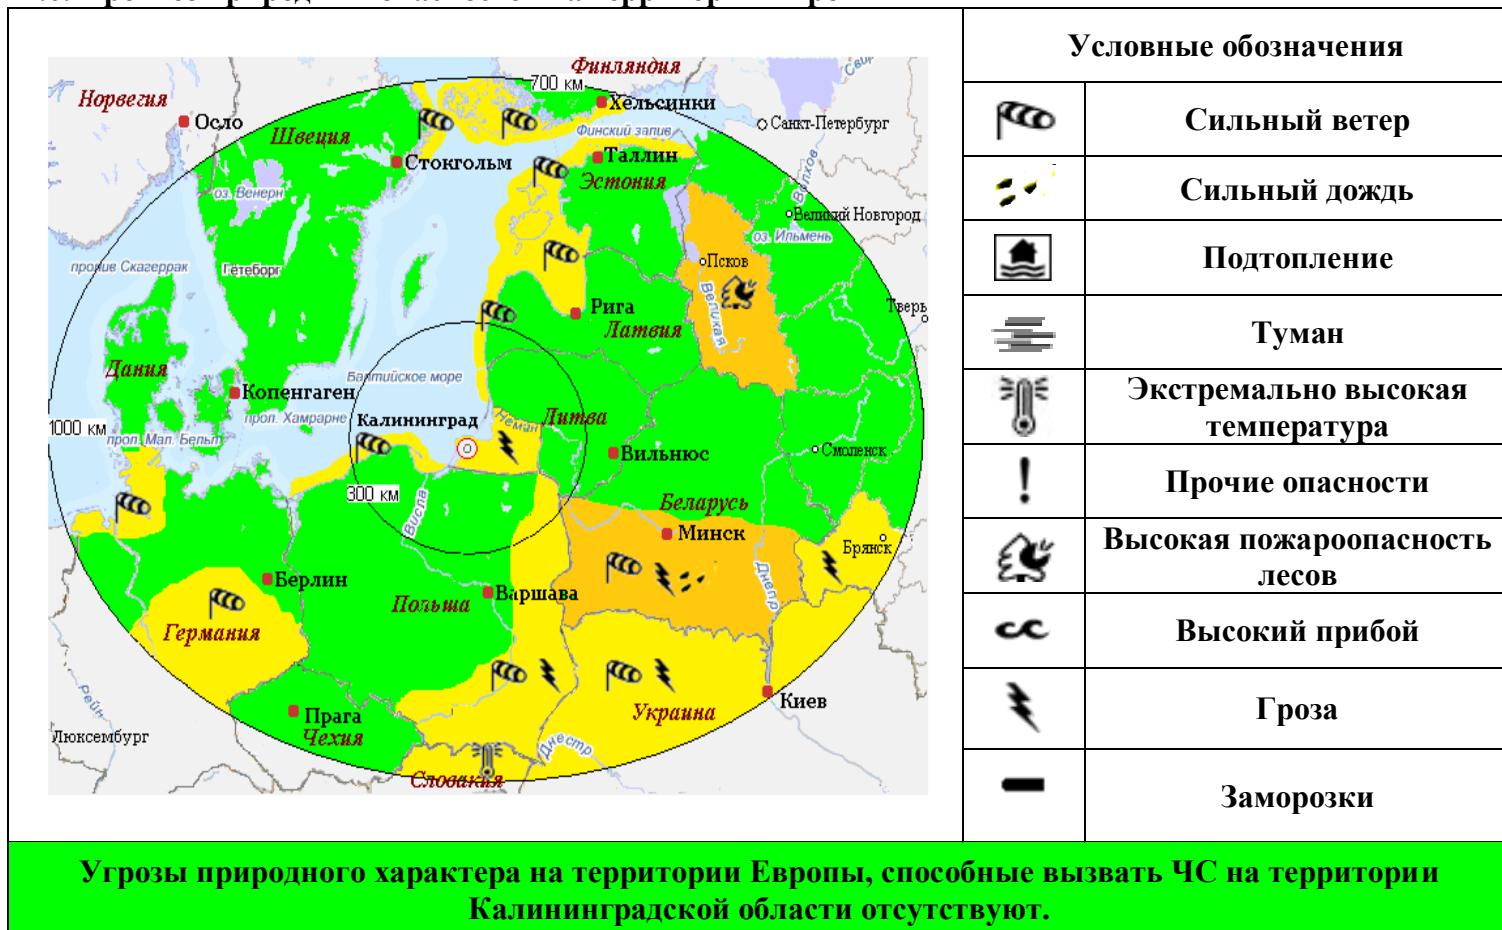 Условные обозначения
Сильный ветер
Сильный дождь
Подтопление
Туман
Экстремально высокая
температура
Прочие опасности
Высокая пожароопасность
лесов
Высокий прибой
Гроза
Заморозки
Финляндия
700 км
Норвегия
Хельсинки
Осло
Санкт-Петербург
Швеция
Финский запив
Стокгольм
Таллин
Эстония
Волхов
оз. Венерн
Великий Новгород
оз. Ильмень
пролив Скагеррак
Гётеборг
Псков
Великая
Рига
Тверь
Латвия
Дания
Балтийское море
Копенгаген
Калининград
Неман
Литва
прол. Хамрарне
1000 км
прол. Мал. Бельт
Вильнюс
Смоленск
300 км
Висла
Беларусь
Минск
Брянск
Берлин
Днепр
Польша
Варшава
Германия
Рейн
Киев
Украина
Прага
Чехия
Люксембург
Днестр
Словакия
Угрозы природного характера на территории Европы, способные вызвать ЧС на территории
Калининградской области отсутствуют.